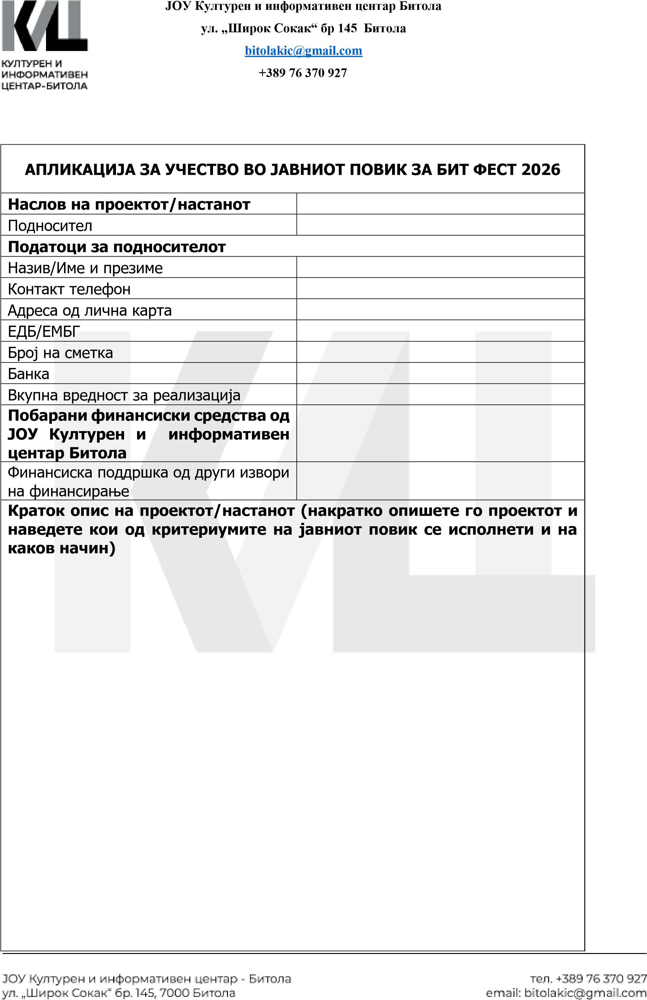 КУЛТУРЕН И
ИНФОРМАТИВЕН
ЦЕНТАР-БИТОЛА
ЈОУ Културен и информативен центар Битола
ул. „Широк Сокак“ бр 145  Битола
bitolakic@gmail.com
+389 76 370 927
АПЛИКАЦИЈА ЗА УЧЕСТВО ВО ЈАВНИОТ ПОВИК ЗА БИТ ФЕСТ 2026
Наслов на проектот/настанот
Подносител
Податоци за подносителот
Назив/Име и презиме
Контакт телефон
Адреса од лична карта
ЕДБ/ЕМБГ
Број на сметка
Банка
Вкупна вредност за реализација
Побарани финансиски средства од
ЈОУ Културен и информативен
центар Битола
Финансиска поддршка од други извори
на финансирање
Краток опис на проектот/настанот (накратко опишете го проектот и
наведете кои од критериумите на јавниот повик се исполнети и на
каков начин)
ЈОУ Културен и информативен центар - Битола
ул. „Широк Сокак“ бр. 145, 7000 Битола
тел. +389 76 370 927
email: bitolakic@gmail.com